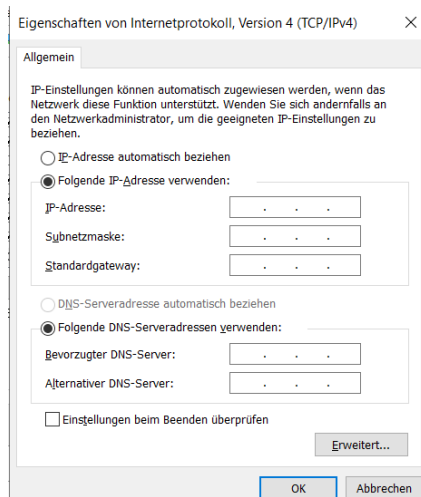 Eigenschaften von Internetprotokoll, Version 4 (TCP/IPv4)
Allgemein
IP-Einstellungen können automatisch zugewiesen werden, wenn das
Netzwerk diese Funktion unterstützt. Wenden Sie sich andernfalls an
den Netzwerkadministrator, um die geeigneten IP-Einstellungen zu
beziehen.
IP-Adresse automatisch beziehen
Folgende IP-Adresse verwenden:
IP-Adresse: . . .
Subnetzmaske: . . .
Standardgateway: . . .
DNS-Serveradresse automatisch beziehen
Folgende DNS-Serveradressen verwenden:
Bevorzugter DNS-Server: . . .
Alternativer DNS-Server: . . .
Einstellungen beim Beenden überprüfen
Erweitert...
OK Abbrechen